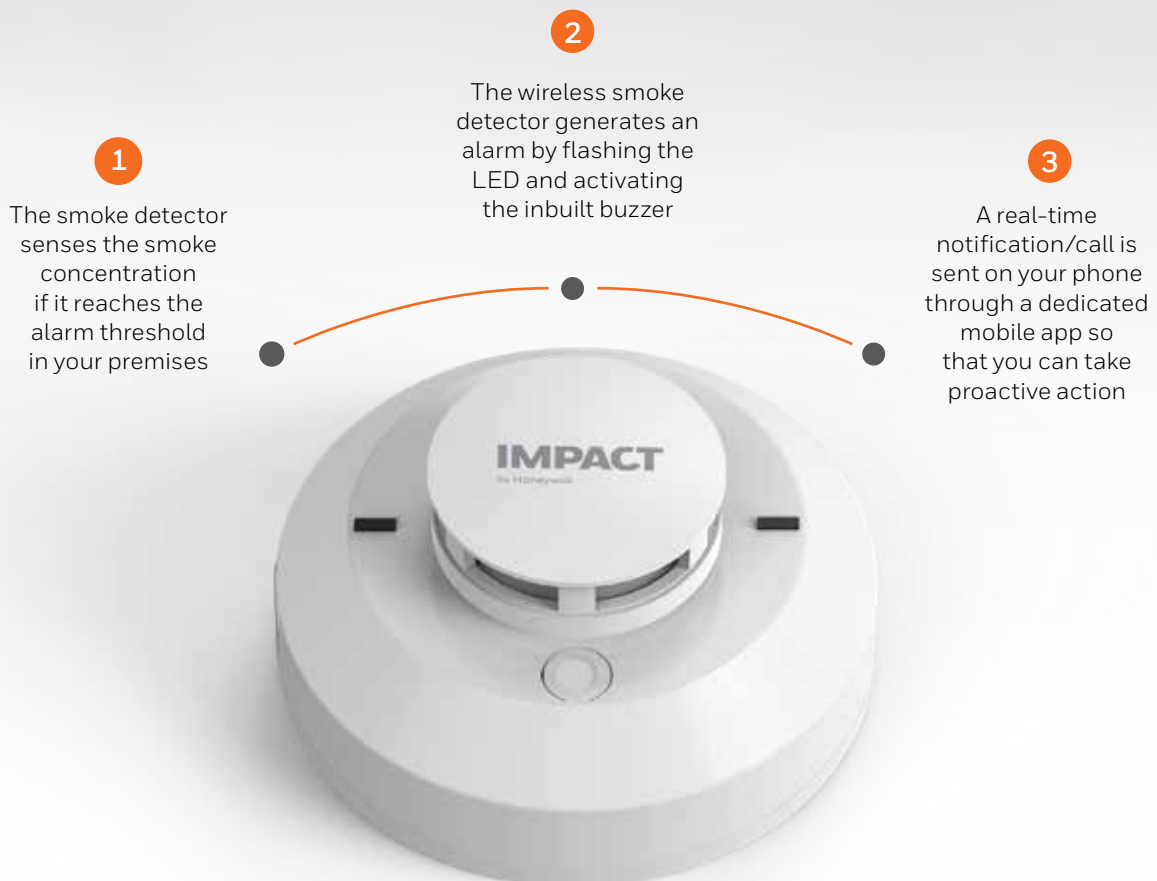 1
The smoke detector
senses the smoke
concentration
if it reaches the
alarm threshold
in your premises
2
The wireless smoke
detector generates an
alarm by flashing the
LED and activating
the inbuilt buzzer
3
A real-time
notification/call is
sent on your phone
through a dedicated
mobile app so
that you can take
proactive action
IMPACT
by Honeywell